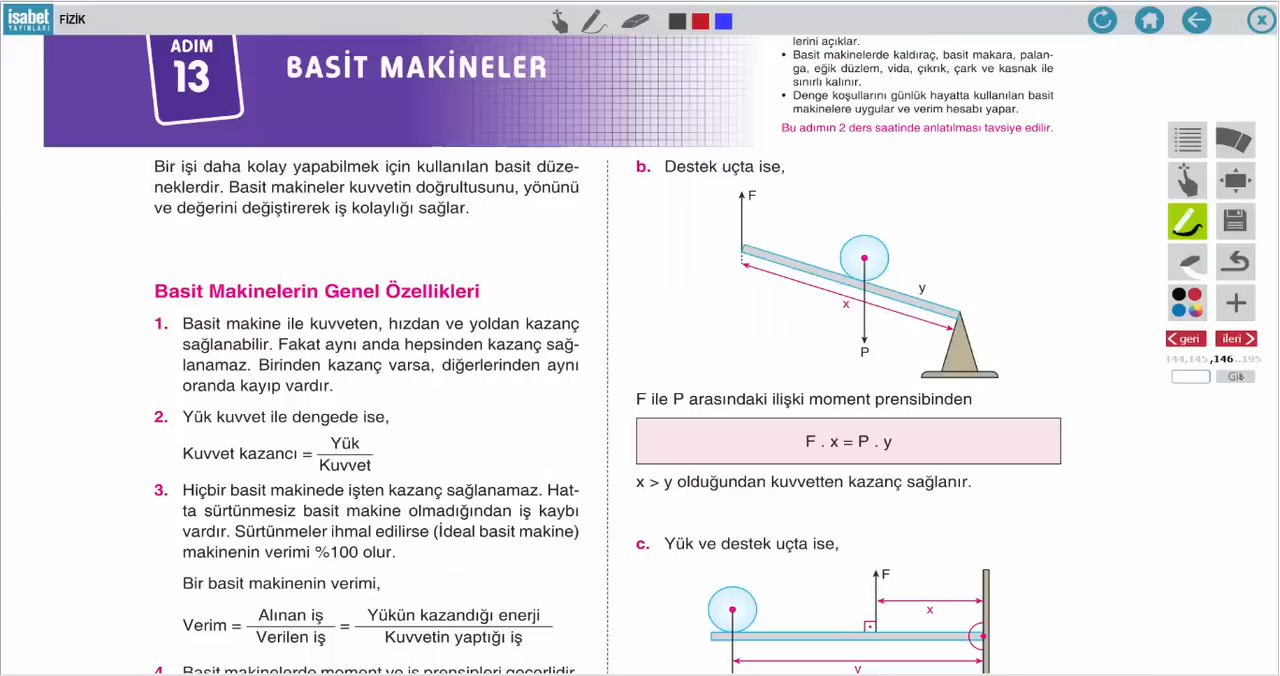 isabet
YAYINLARI
FİZİK
ADIM
13
BASİT MAKİNELER
lerini açıklar.
• Basit makinelerde kaldıraç, basit makara, palan-
ga, eğik düzlem, vida, çıkrık, çark ve kasnak ile
sınırlı kalınır.
• Denge koşullarını günlük hayatta kullanılan basit
makinelere uygular ve verim hesabı yapar.
Bu adımın 2 ders saatinde anlatılması tavsiye edilir.
Bir işi daha kolay yapabilmek için kullanılan basit düze-
neklerdir. Basit makineler kuvvetin doğrultusunu, yönünü
ve değerini değiştirerek iş kolaylığı sağlar.
Basit Makinelerin Genel Özellikleri
1. Basit makine ile kuvveten, hızdan ve yoldan kazanç
sağlanabilir. Fakat aynı anda hepsinden kazanç sağ-
lanamaz. Birinden kazanç varsa, diğerlerinden aynı
oranda kayıp vardır.
2. Yük kuvvet ile dengede ise,
Kuvvet kazancı = Yük
Kuvvet
3. Hiçbir basit makinede işten kazanç sağlanamaz. Hat-
ta sürtünmesiz basit makine olmadığından iş kaybı
vardır. Sürtünmeler ihmal edilirse (İdeal basit makine)
makinenin verimi %100 olur.
Bir basit makinenin verimi,
Verim = Alınan iş = Yükün kazandığı enerji
Verilen iş Kuvvetin yaptığı iş
4. Basit makinelerde moment ve iş prensipleri geçerlidir.
b. Destek uçta ise,
F
y
x
P
F ile P arasındaki ilişki moment prensibinden
F . x = P . y
x > y olduğundan kuvvetten kazanç sağlanır.
c. Yük ve destek uçta ise,
F
x
y
geri
ileri
144,145,146..195
Git